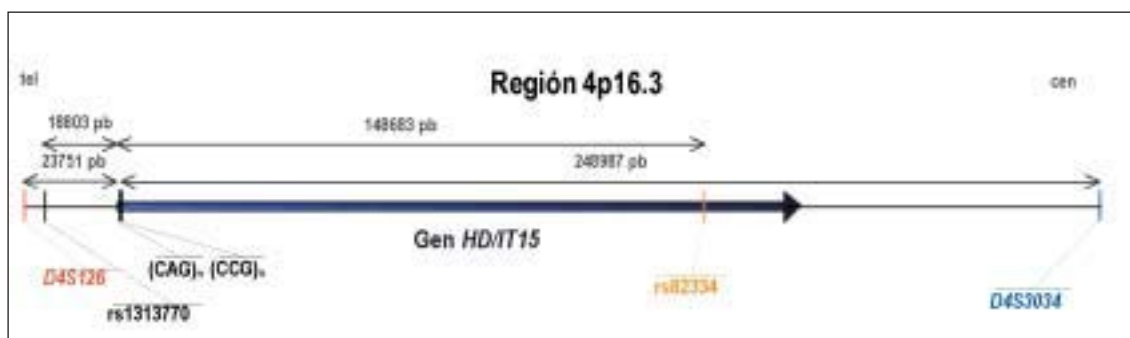 Región 4p16.3
tel
cen
18803 pb
148683 pb
23751 pb
248987 pb
Gen HD/IT15
(CAG)n (CCG)n
D4S126
rs1313770
rs82334
D4S3034